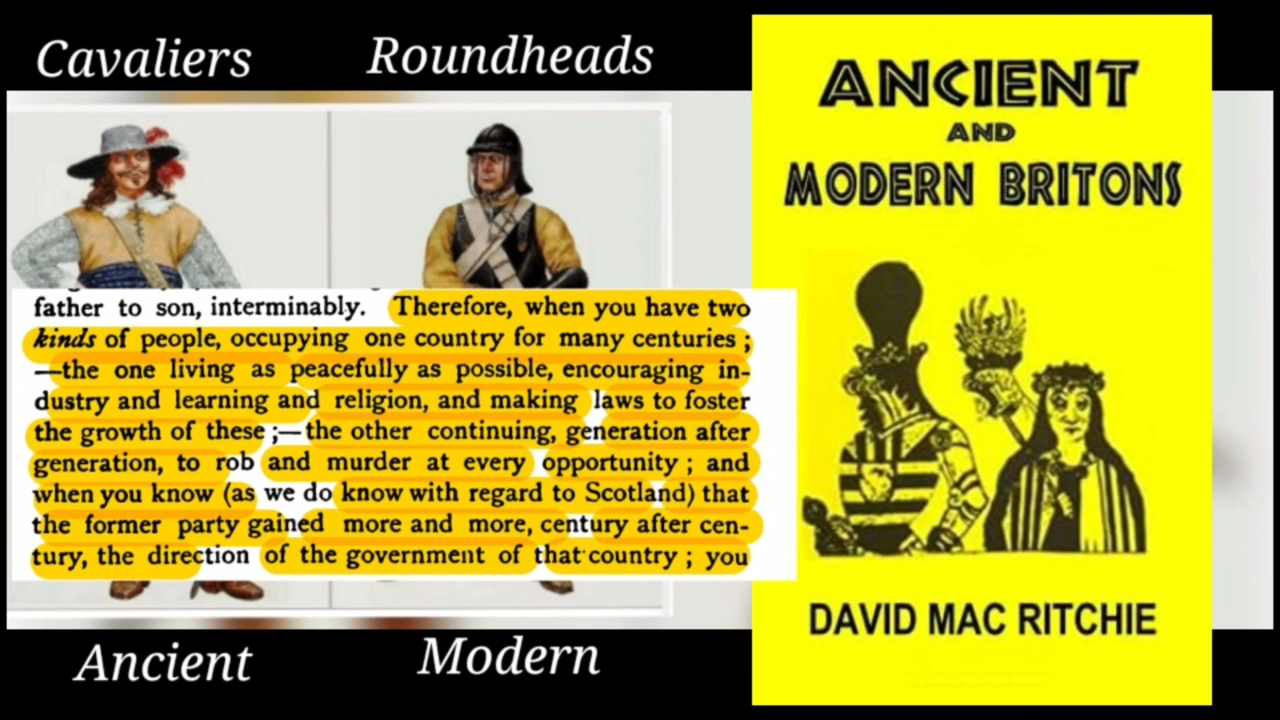 Cavaliers
Roundheads
father to son, interminably. Therefore, when you have two
kinds of people, occupying one country for many centuries ;
—the one living as peacefully as possible, encouraging in-
dustry and learning and religion, and making laws to foster
the growth of these ;—the other continuing, generation after
generation, to rob and murder at every opportunity ; and
when you know (as we do know with regard to Scotland) that
the former party gained more and more, century after cen-
tury, the direction of the government of that country ; you
Ancient
Modern
ANCIENT
AND
MODERN BRITONS
DAVID MAC RITCHIE